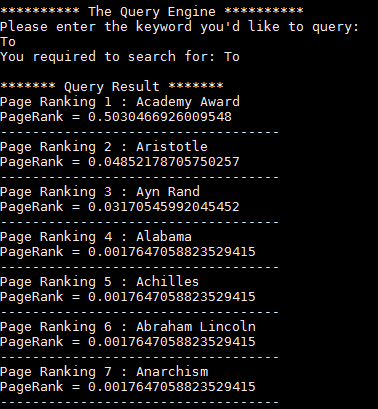 ********** The Query Engine **********
Please enter the keyword you'd like to query:
To
You required to search for: To
******* Query Result *******
Page Ranking 1 : Academy Award
PageRank = 0.5030466926009548
-----------------------------------
Page Ranking 2 : Aristotle
PageRank = 0.04852178705750257
-----------------------------------
Page Ranking 3 : Ayn Rand
PageRank = 0.03170545992045452
-----------------------------------
Page Ranking 4 : Alabama
PageRank = 0.0017647058823529415
-----------------------------------
Page Ranking 5 : Achilles
PageRank = 0.0017647058823529415
-----------------------------------
Page Ranking 6 : Abraham Lincoln
PageRank = 0.0017647058823529415
-----------------------------------
Page Ranking 7 : Anarchism
PageRank = 0.0017647058823529415
-----------------------------------